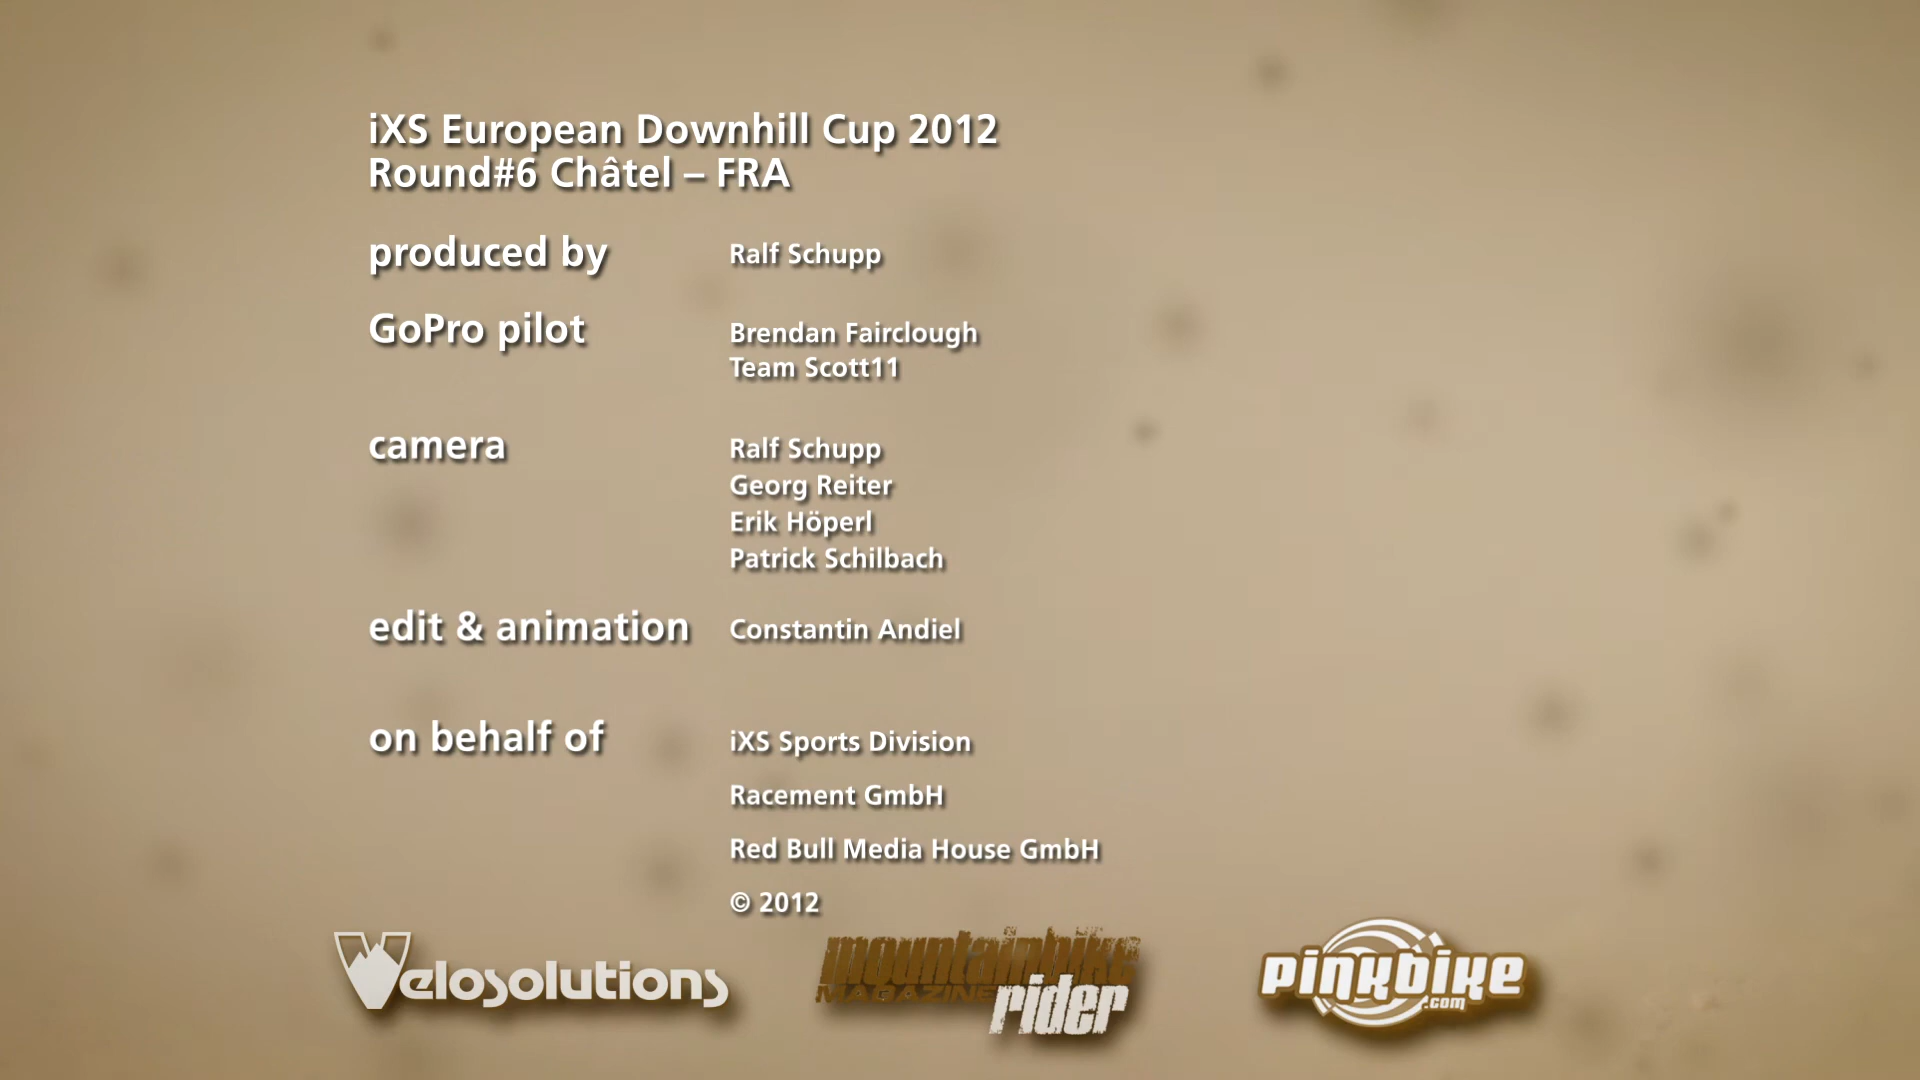 iXS European Downhill Cup 2012
Round#6 Châtel – FRA
produced by Ralf Schupp
GoPro pilot Brendan Fairclough
Team Scott11
camera Ralf Schupp
Georg Reiter
Erik Höperl
Patrick Schilbach
edit & animation Constantin Andiel
on behalf of iXS Sports Division
Racement GmbH
Red Bull Media House GmbH
© 2012
Velosolutions
mountainbike
MAGAZINE rider
pinkbike
.com